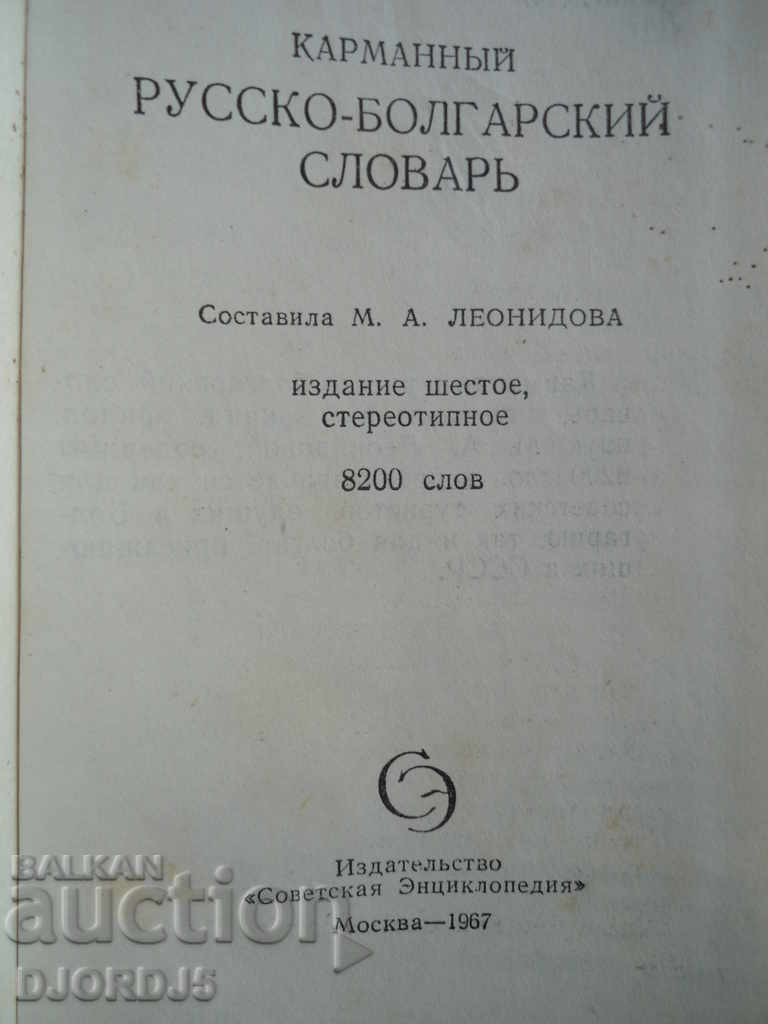 КАРМАННЫЙ
РУССКО-БОЛГАРСКИЙ
СЛОВАРЬ
Составила М. А. ЛЕОНИДОВА
издание шестое,
стереотипное
8200 слов
СЭ
Издательство
«Советская Энциклопедия»
Москва—1967
BALKAN
auction
DJORDJ5